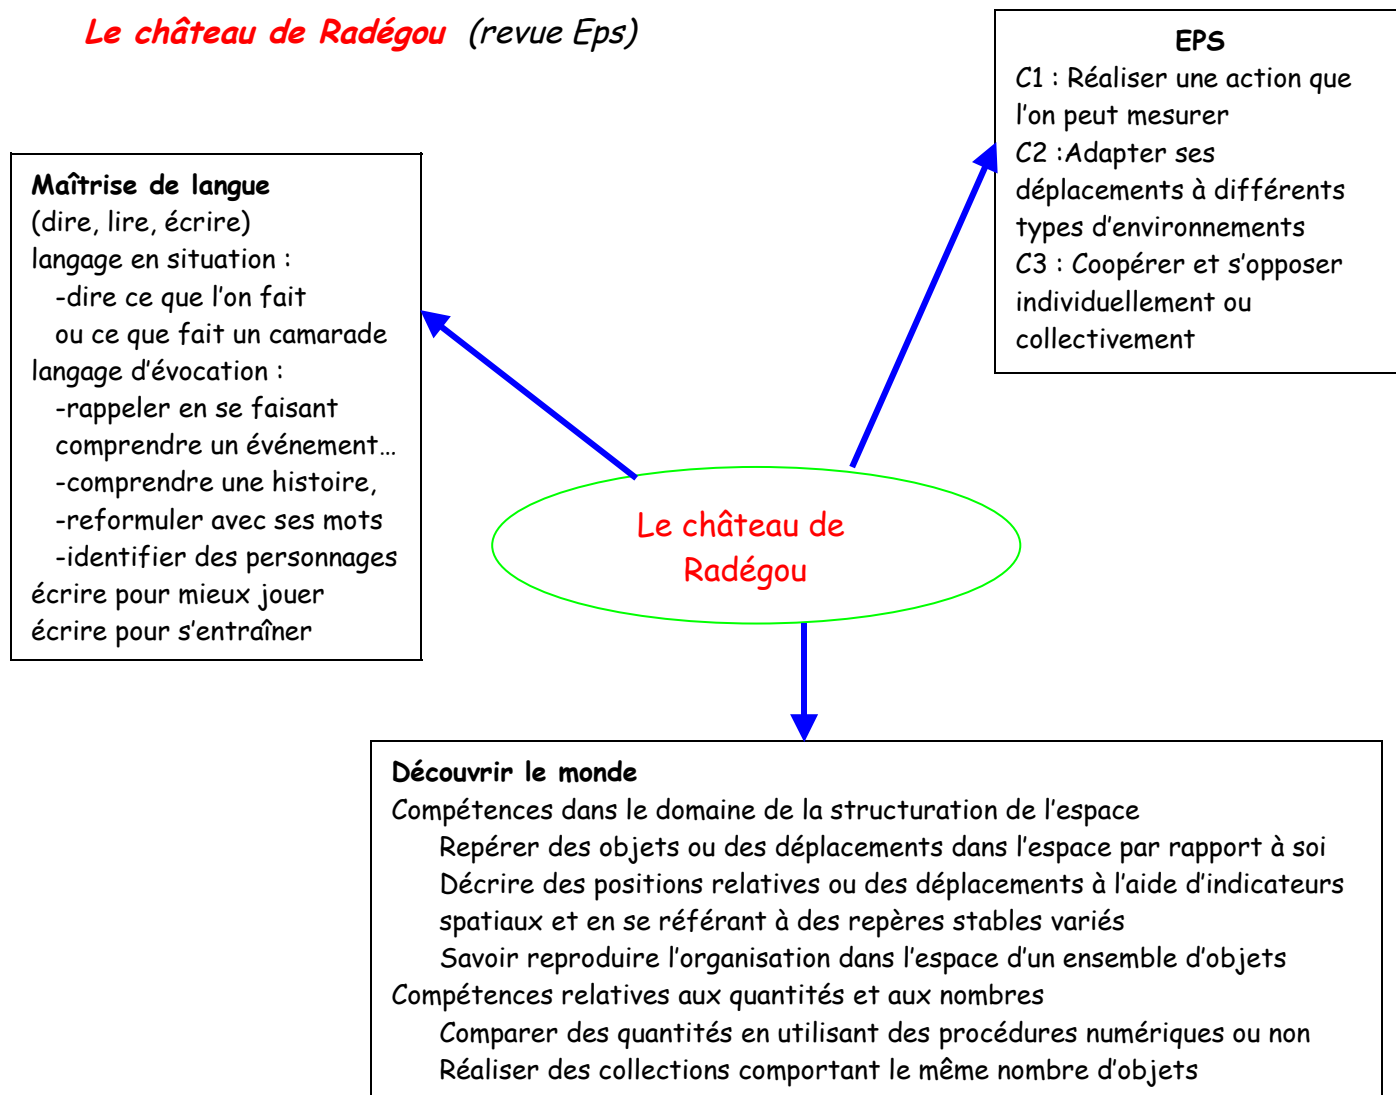 Le château de Radégou (revue Eps)
EPS
C1 : Réaliser une action que
l'on peut mesurer
C2 :Adapter ses
déplacements à différents
types d'environnements
C3 : Coopérer et s'opposer
individuellement ou
collectivement
Maîtrise de langue
(dire, lire, écrire)
langage en situation :
-dire ce que l'on fait
ou ce que fait un camarade
langage d'évocation :
-rappeler en se faisant
comprendre un événement…
-comprendre une histoire,
-reformuler avec ses mots
-identifier des personnages
écrire pour mieux jouer
écrire pour s'entraîner
Le château de
Radégou
Découvrir le monde
Compétences dans le domaine de la structuration de l'espace
Repérer des objets ou des déplacements dans l'espace par rapport à soi
Décrire des positions relatives ou des déplacements à l'aide d'indicateurs
spatiaux et en se référant à des repères stables variés
Savoir reproduire l'organisation dans l'espace d'un ensemble d'objets
Compétences relatives aux quantités et aux nombres
Comparer des quantités en utilisant des procédures numériques ou non
Réaliser des collections comportant le même nombre d'objets